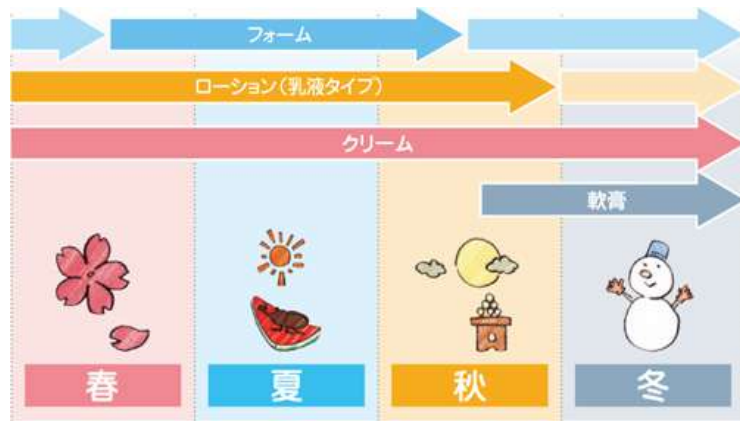 フォーム
ローション(乳液タイプ)
クリーム
軟膏
春
夏
秋
冬